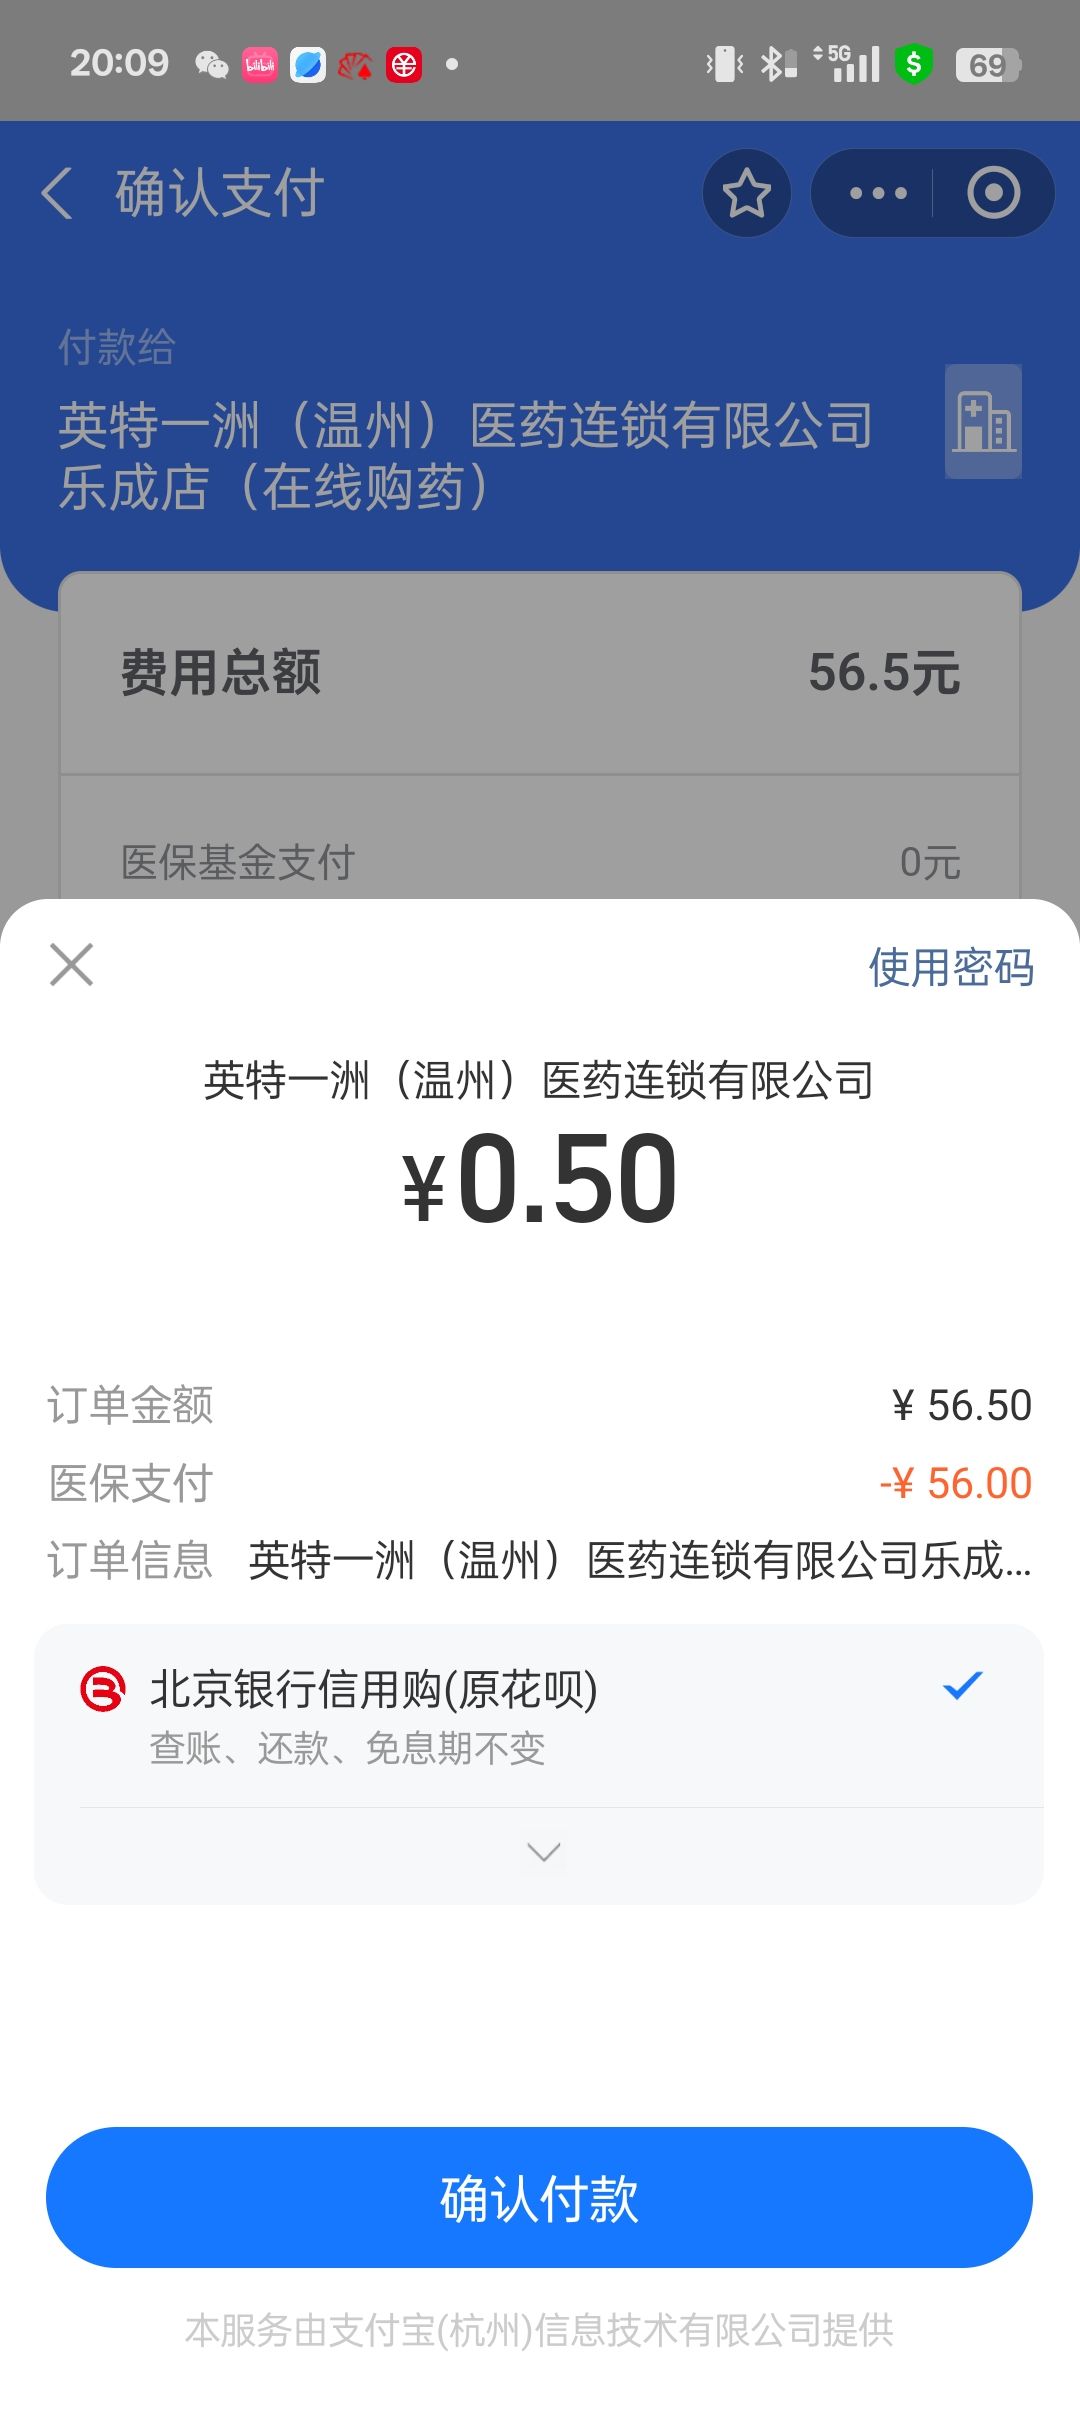 20:09
bilibili
5G
69
确认支付
付款给
英特一洲（温州）医药连锁有限公司
乐成店（在线购药）
费用总额 56.5元
医保基金支付 0元
使用密码
英特一洲（温州）医药连锁有限公司
¥0.50
订单金额 ¥ 56.50
医保支付 -¥ 56.00
订单信息 英特一洲（温州）医药连锁有限公司乐成...
北京银行信用购(原花呗)
查账、还款、免息期不变
确认付款
本服务由支付宝(杭州)信息技术有限公司提供